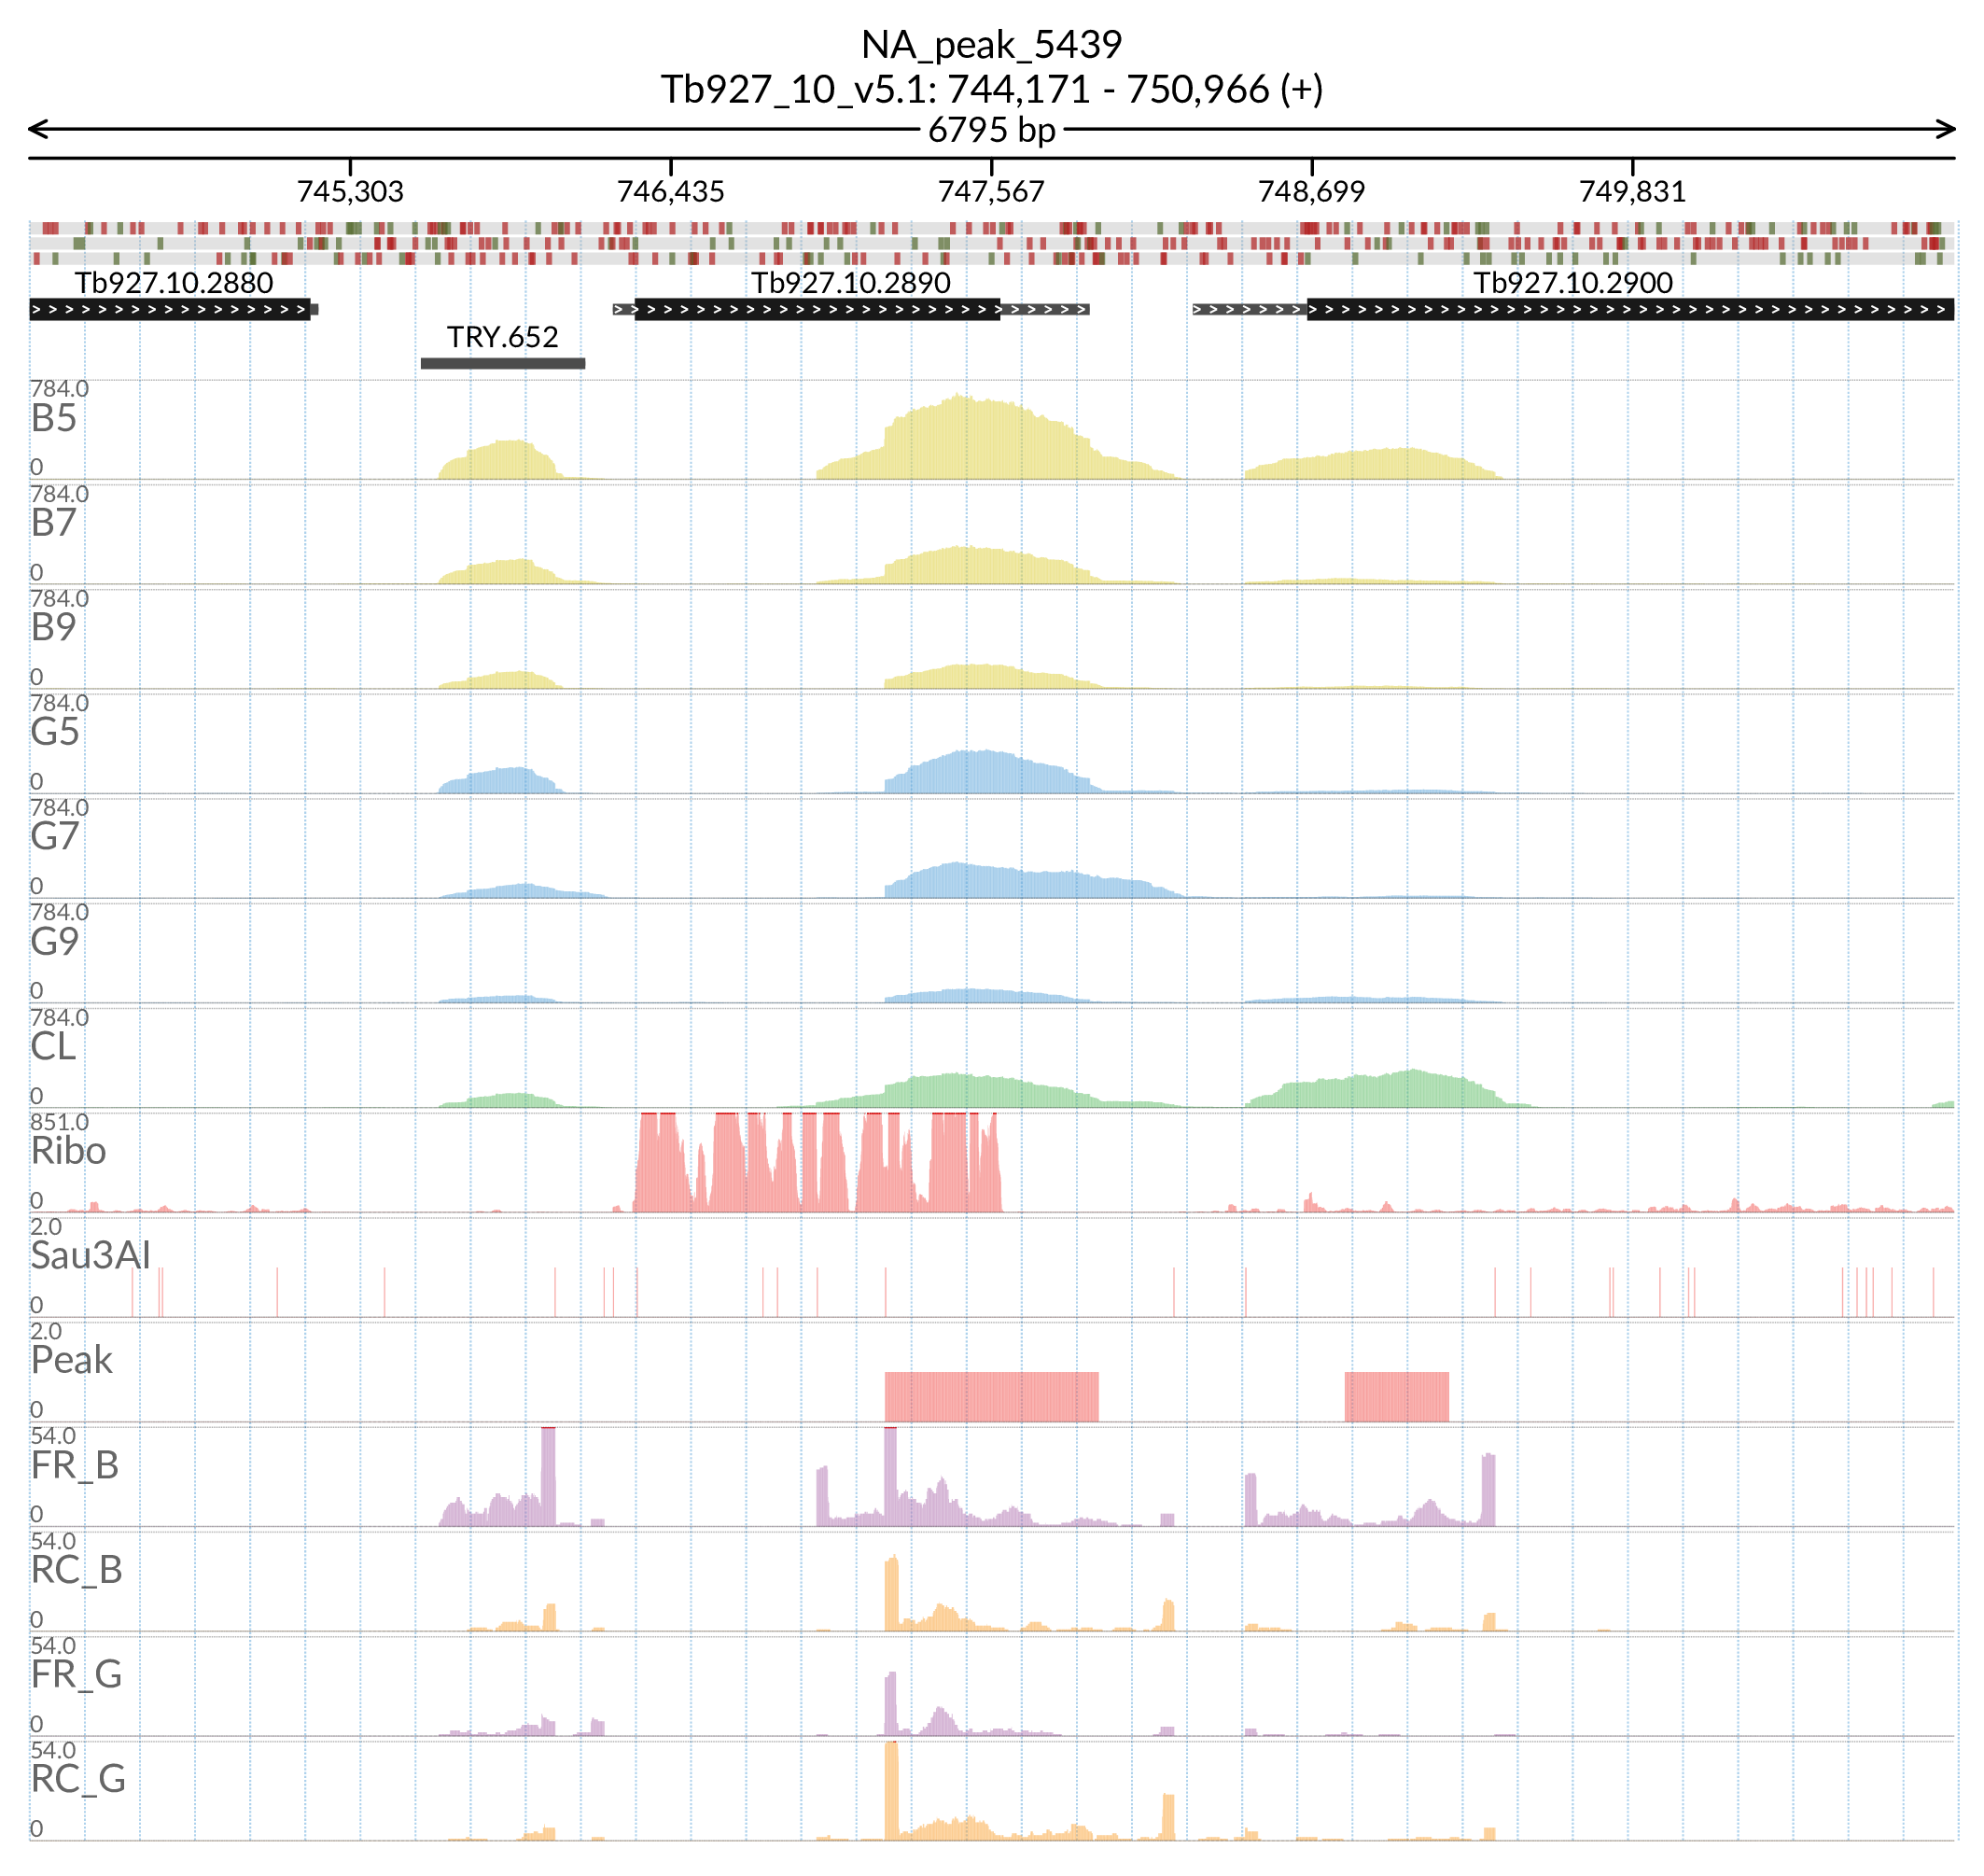 NA_peak_5439
Tb927_10_v5.1: 744,171 - 750,966 (+)
6795 bp
745,303 746,435 747,567 748,699 749,831
Tb927.10.2880 Tb927.10.2890 Tb927.10.2900
TRY.652
784.0
B5
0
784.0
B7
0
784.0
B9
0
784.0
G5
0
784.0
G7
0
784.0
G9
0
784.0
CL
0
851.0
Ribo
0
2.0
Sau3AI
0
2.0
Peak
0
54.0
FR_B
0
54.0
RC_B
0
54.0
FR_G
0
54.0
RC_G
0